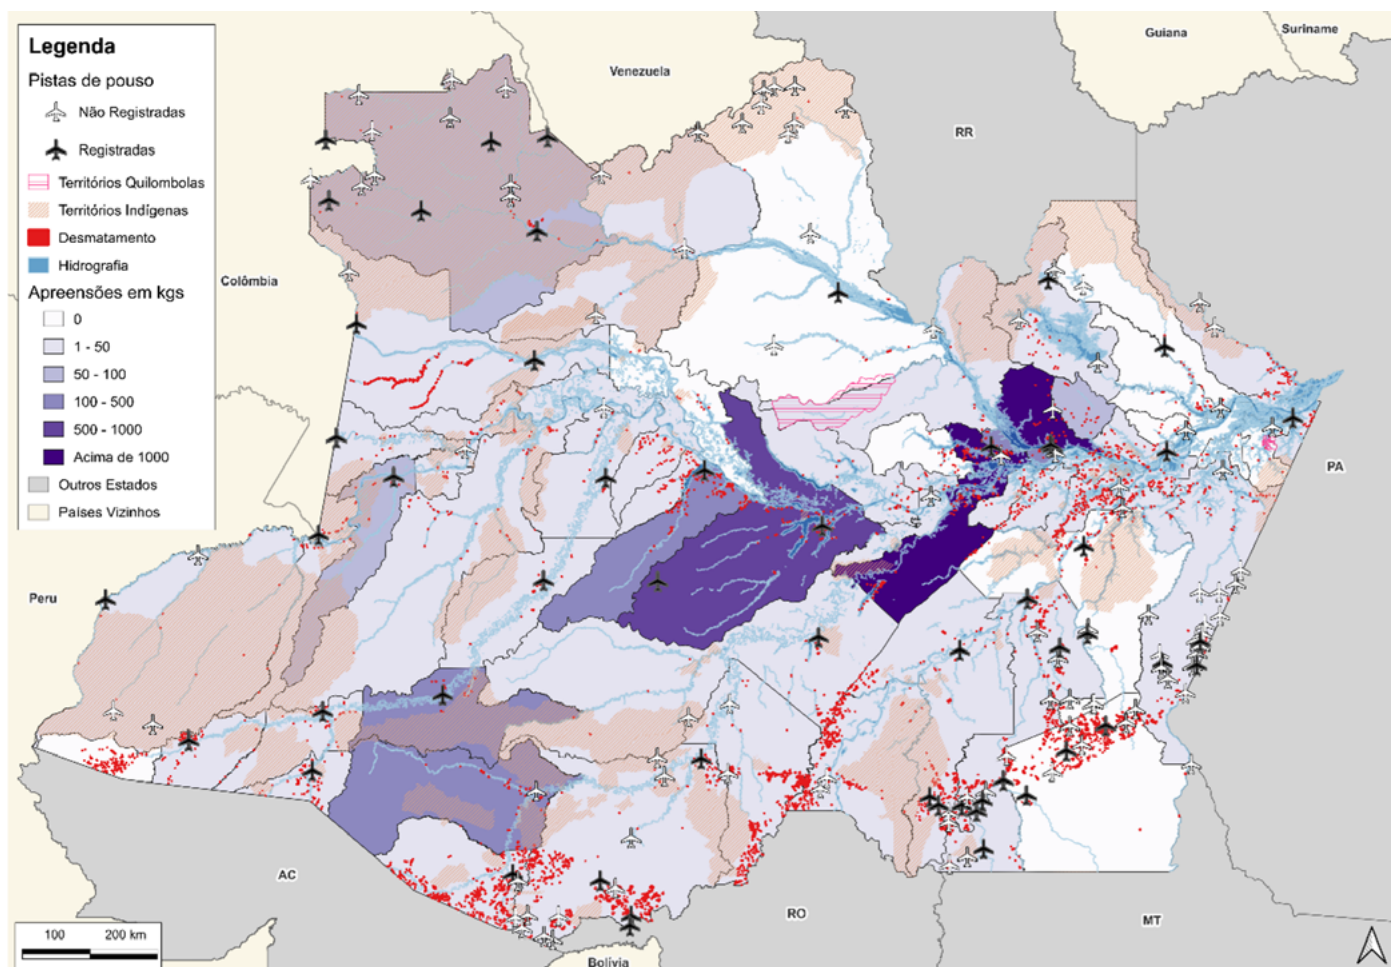 Legenda
Pistas de pouso
Não Registradas
Registradas
Territórios Quilombolas
Territórios Indígenas
Desmatamento
Hidrografia
Apreensões em kgs
0
1 - 50
50 - 100
100 - 500
500 - 1000
Acima de 1000
Outros Estados
Países Vizinhos
Venezuela
Guiana
Suriname
RR
Colômbia
PA
Peru
AC
RO
MT
Bolívia
100 200 km